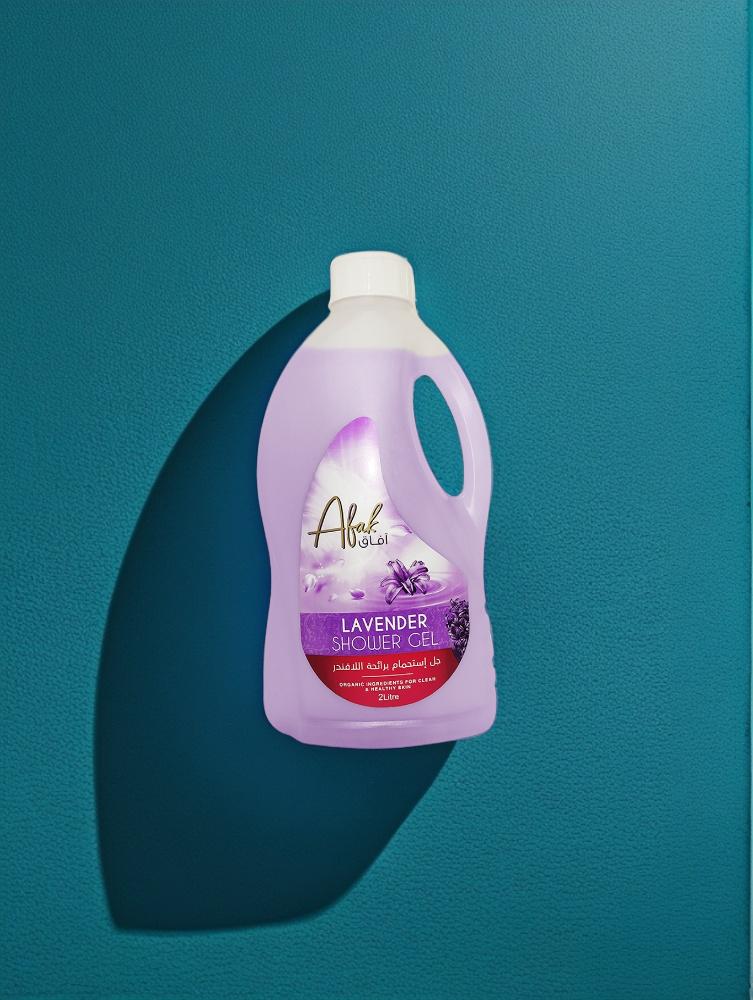 Afak
آفاق
LAVENDER
SHOWER GEL
جل إستحمام برائحة اللافندر
ORGANIC INGREDIENTS FOR CLEAN
& HEALTHY SKIN
2Litre